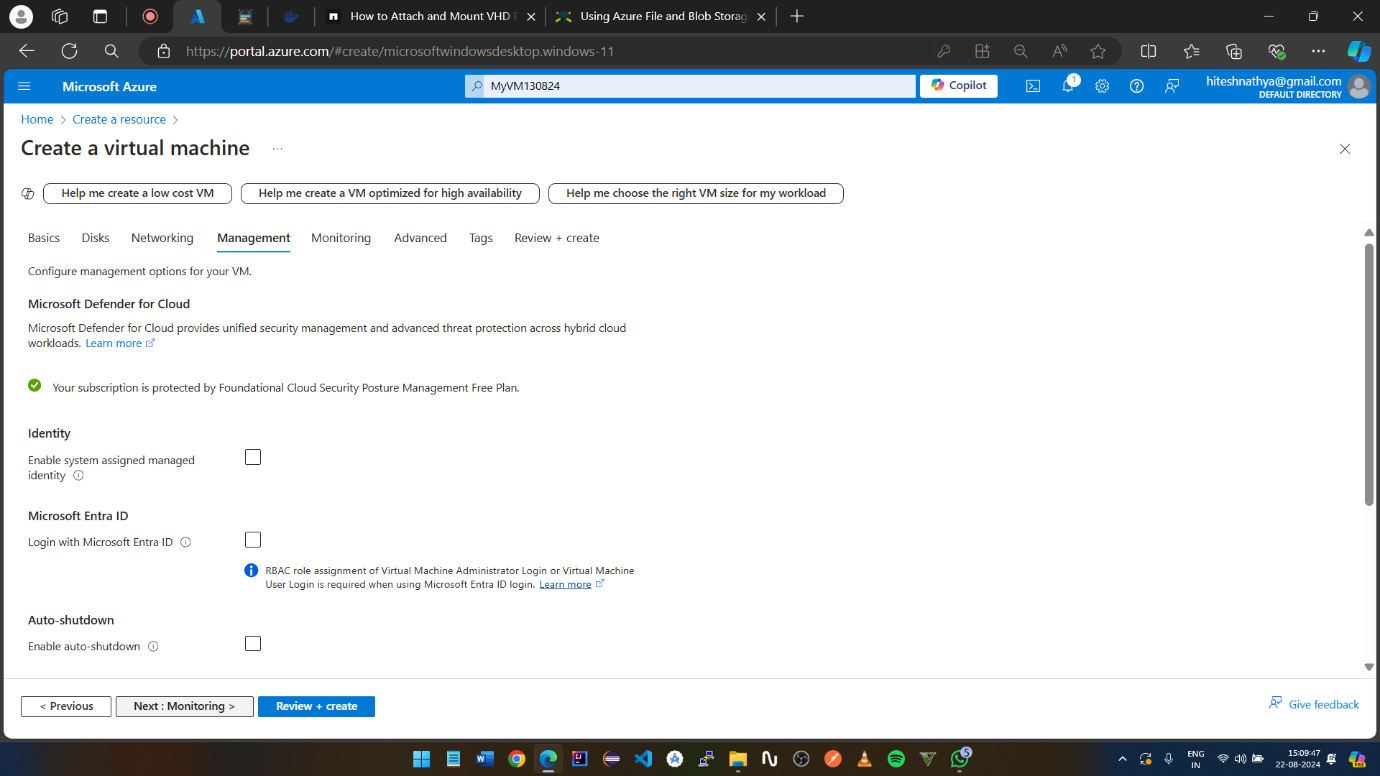 How to Attach and Mount VHD F
Using Azure File and Blob Storag
https://portal.azure.com/#create/microsoftwindowsdesktop.windows-11
Microsoft Azure
MyVM130824
Copilot
1
hiteshnathya@gmail.com
DEFAULT DIRECTORY
Home > Create a resource >
Create a virtual machine ...
Help me create a low cost VM
Help me create a VM optimized for high availability
Help me choose the right VM size for my workload
Basics Disks Networking Management Monitoring Advanced Tags Review + create
Configure management options for your VM.
Microsoft Defender for Cloud
Microsoft Defender for Cloud provides unified security management and advanced threat protection across hybrid cloud
workloads. Learn more
Your subscription is protected by Foundational Cloud Security Posture Management Free Plan.
Identity
Enable system assigned managed
identity
Microsoft Entra ID
Login with Microsoft Entra ID
RBAC role assignment of Virtual Machine Administrator Login or Virtual Machine
User Login is required when using Microsoft Entra ID login. Learn more
Auto-shutdown
Enable auto-shutdown
< Previous
Next : Monitoring >
Review + create
Give feedback
5
ENG
IN
15:09:47
22-08-2024